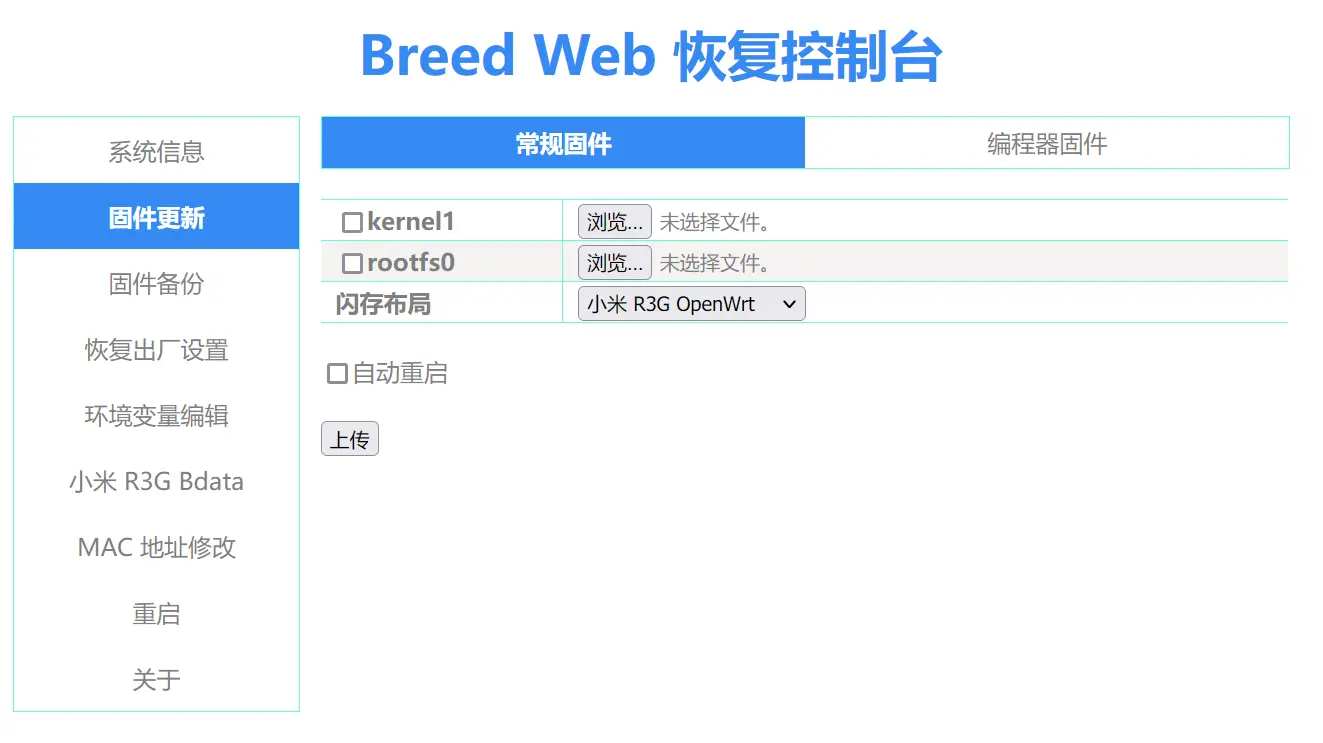 Breed Web 恢复控制台
系统信息
固件更新
固件备份
恢复出厂设置
环境变量编辑
小米 R3G Bdata
MAC 地址修改
重启
关于
常规固件 编程器固件
kernel1 浏览... 未选择文件。
rootfs0 浏览... 未选择文件。
闪存布局 小米 R3G OpenWrt
自动重启
上传